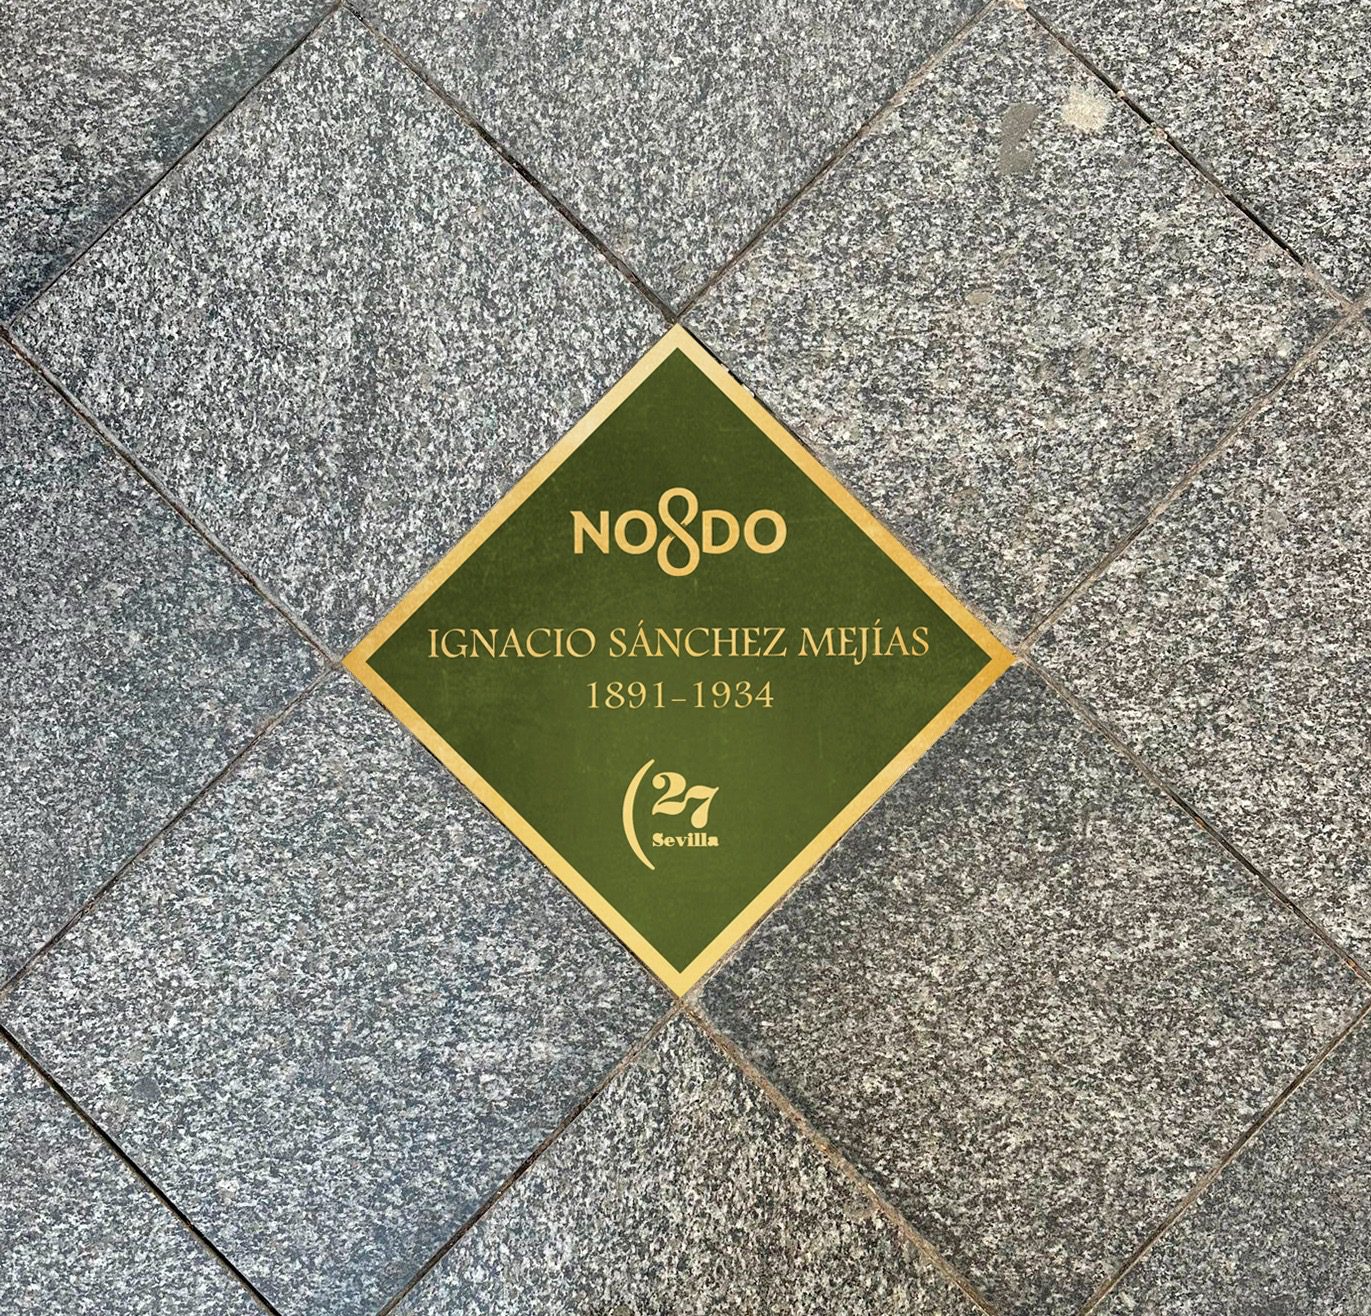 NO8DO
IGNACIO SÁNCHEZ MEJÍAS
1891-1934
(27
Sevilla